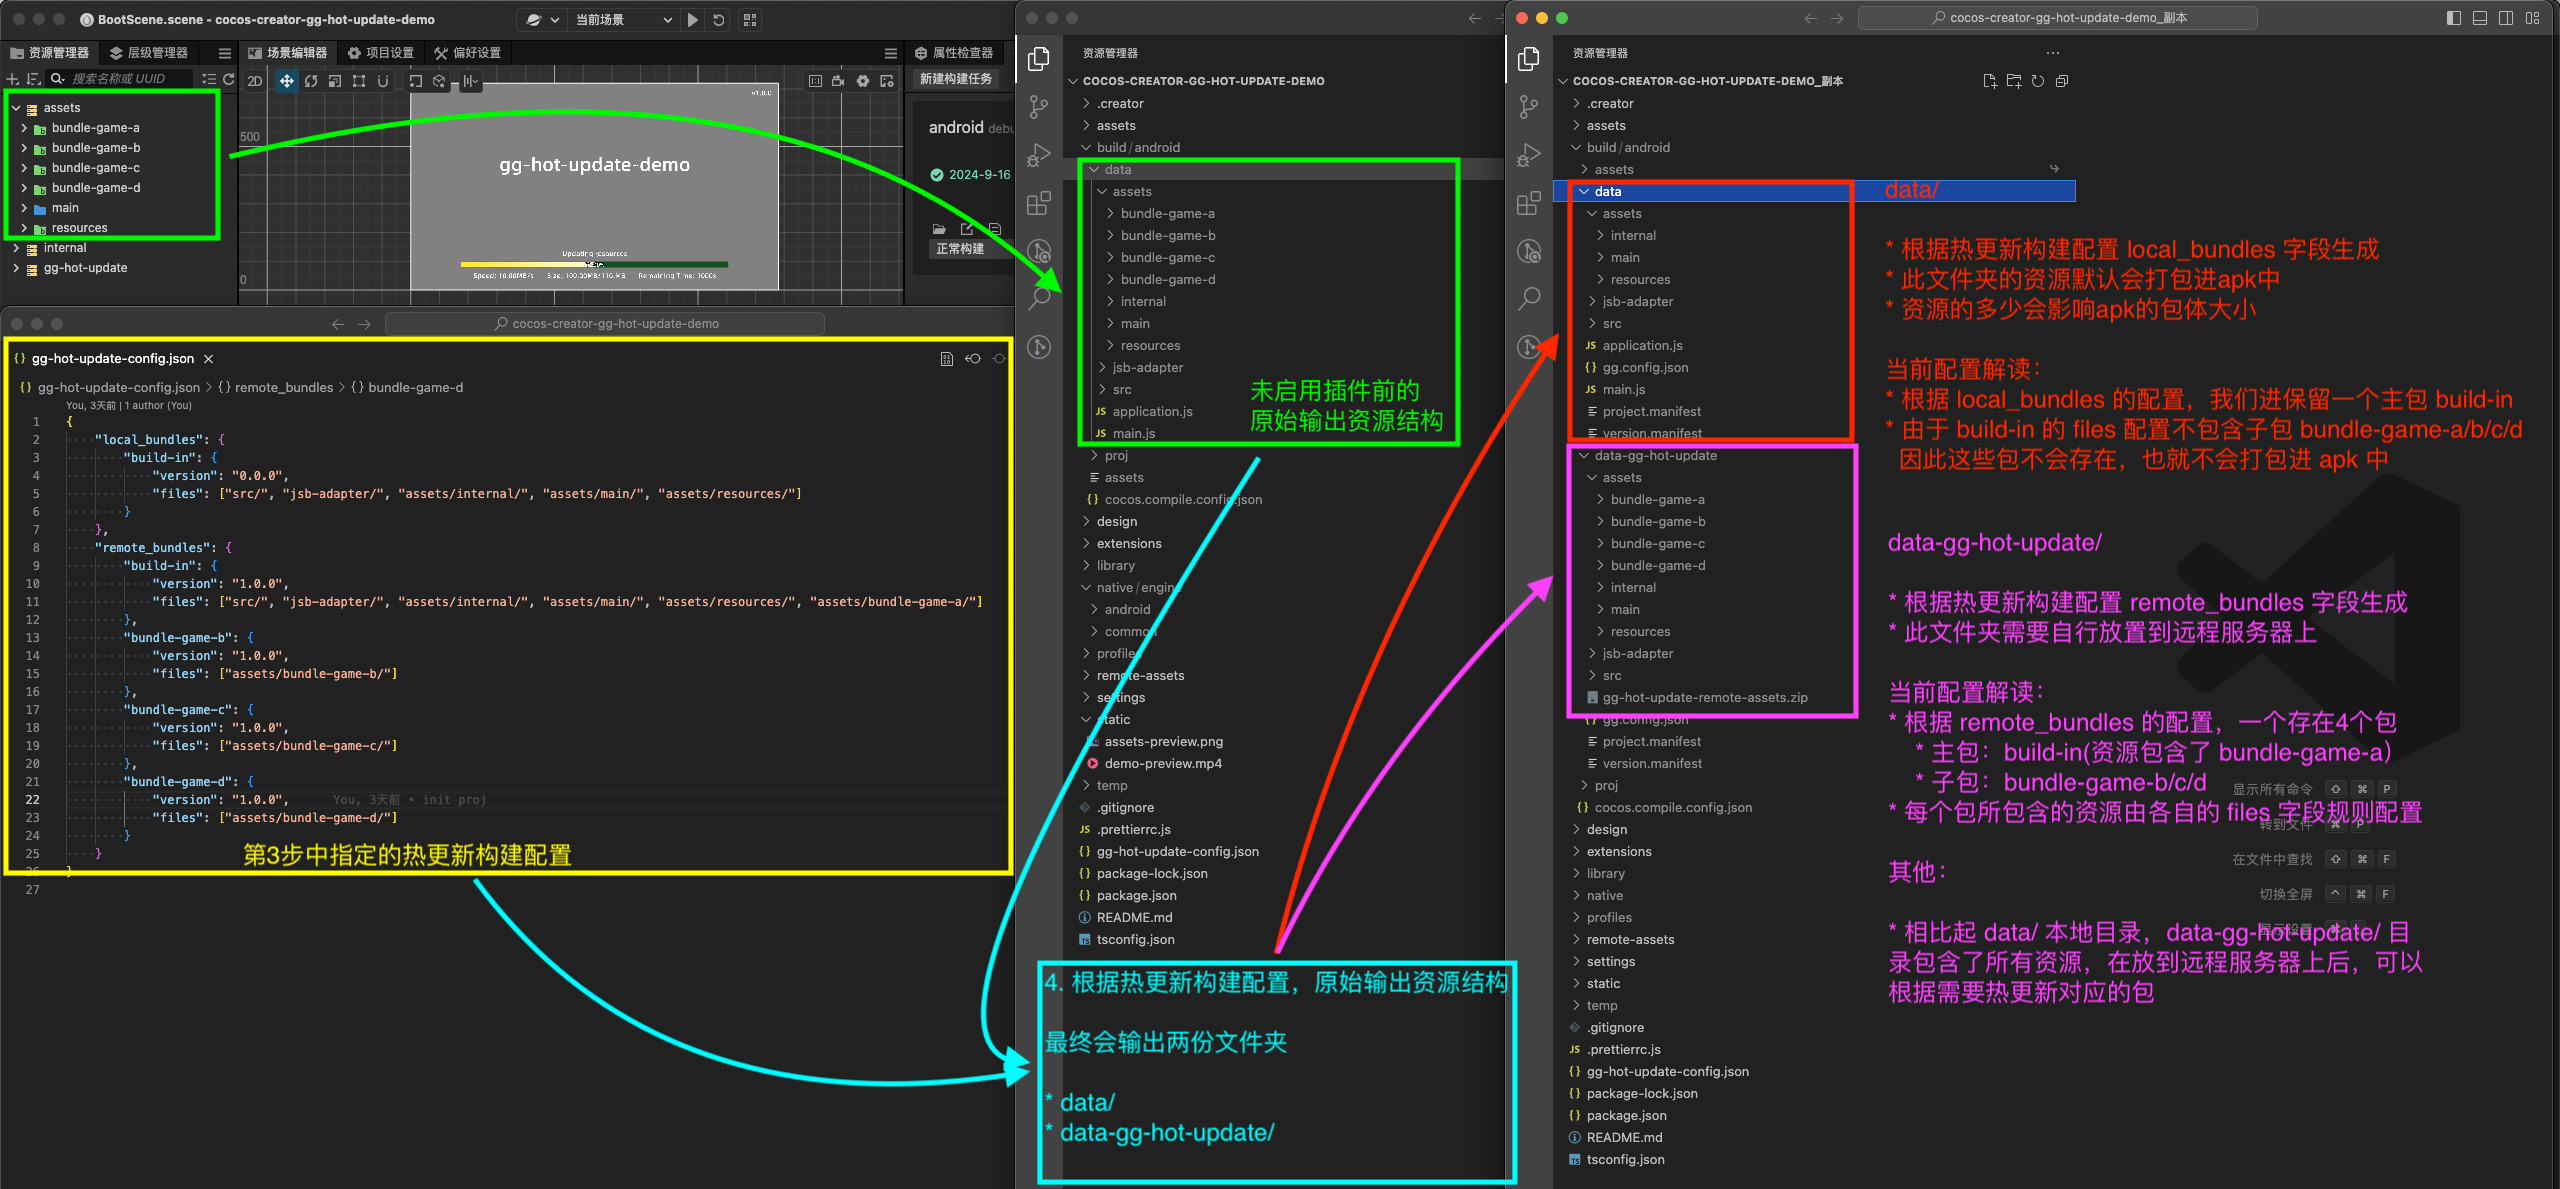 BootScene.scene - cocos-creator-gg-hot-update-demo
当前场景
资源管理器
层级管理器
场景编辑器
项目设置
偏好设置
属性检查器
搜索名称或 UUID
2D
新建构建任务
assets
bundle-game-a
bundle-game-b
bundle-game-c
bundle-game-d
main
resources
internal
gg-hot-update
500
0
v1.0.0
gg-hot-update-demo
Updating resources
Speed: 10.00MB/s
Remaining Time: 1000s
android debu
2024-9-16
正常构建
cocos-creator-gg-hot-update-demo
{} gg-hot-update-config.json ×
{} gg-hot-update-config.json > {} remote_bundles > {} bundle-game-d
You, 3天前 | 1 author (You)
1 {
2 "local_bundles": {
3 "build-in": {
4 "version": "0.0.0",
5 "files": ["src/", "jsb-adapter/", "assets/internal/", "assets/main/", "assets/resources/"]
6 }
7 },
8 "remote_bundles": {
9 "build-in": {
10 "version": "1.0.0",
11 "files": ["src/", "jsb-adapter/", "assets/internal/", "assets/main/", "assets/resources/", "assets/bundle-game-a/"]
12 },
13 "bundle-game-b": {
14 "version": "1.0.0",
15 "files": ["assets/bundle-game-b/"]
16 },
17 "bundle-game-c": {
18 "version": "1.0.0",
19 "files": ["assets/bundle-game-c/"]
20 },
21 "bundle-game-d": {
22 "version": "1.0.0", You, 3天前 • init proj
23 "files": ["assets/bundle-game-d/"]
24 }
25 }
26 }
27
第3步中指定的热更新构建配置
资源管理器
COCOS-CREATOR-GG-HOT-UPDATE-DEMO
.creator
assets
build/android
data
assets
bundle-game-a
bundle-game-b
bundle-game-c
bundle-game-d
internal
main
resources
jsb-adapter
src
JS application.js
JS main.js
未启用插件前的
原始输出资源结构
proj
assets
{} cocos.compile.config.json
design
extensions
library
native/engine
android
common
profiles
remote-assets
settings
static
assets-preview.png
demo-preview.mp4
temp
.gitignore
JS .prettierrc.js
{} gg-hot-update-config.json
{} package-lock.json
{} package.json
README.md
TS tsconfig.json
4. 根据热更新构建配置，原始输出资源结构
最终会输出两份文件夹
* data/
* data-gg-hot-update/
cocos-creator-gg-hot-update-demo_副本
资源管理器
COCOS-CREATOR-GG-HOT-UPDATE-DEMO_副本
.creator
assets
build/android
assets
data
assets
internal
main
resources
jsb-adapter
src
JS application.js
{} gg.config.json
JS main.js
project.manifest
version.manifest
data-gg-hot-update
assets
bundle-game-a
bundle-game-b
bundle-game-c
bundle-game-d
internal
main
resources
jsb-adapter
src
gg-hot-update-remote-assets.zip
{} gg.config.json
project.manifest
version.manifest
proj
{} cocos.compile.config.json
design
extensions
library
native
profiles
remote-assets
settings
static
temp
.gitignore
JS .prettierrc.js
{} gg-hot-update-config.json
{} package-lock.json
{} package.json
README.md
TS tsconfig.json
data/
* 根据热更新构建配置 local_bundles 字段生成
* 此文件夹的资源默认会打包进apk中
* 资源的多少会影响apk的包体大小
当前配置解读：
* 根据 local_bundles 的配置，我们进保留一个主包 build-in
* 由于 build-in 的 files 配置不包含子包 bundle-game-a/b/c/d
因此这些包不会存在，也就不会打包进 apk 中
data-gg-hot-update/
* 根据热更新构建配置 remote_bundles 字段生成
* 此文件夹需要自行放置到远程服务器上
当前配置解读：
* 根据 remote_bundles 的配置，一个存在4个包
* 主包：build-in(资源包含了 bundle-game-a）
* 子包：bundle-game-b/c/d
* 每个包所包含的资源由各自的 files 字段规则配置
其他：
* 相比起 data/ 本地目录，data-gg-hot-update/ 目
录包含了所有资源，在放到远程服务器上后，可以
根据需要热更新对应的包
显示所有命令 ⇧ ⌘ P
转到文件 ⌘ P
在文件中查找 ⇧ ⌘ F
切换全屏 ^ ⌘ F
显示设置